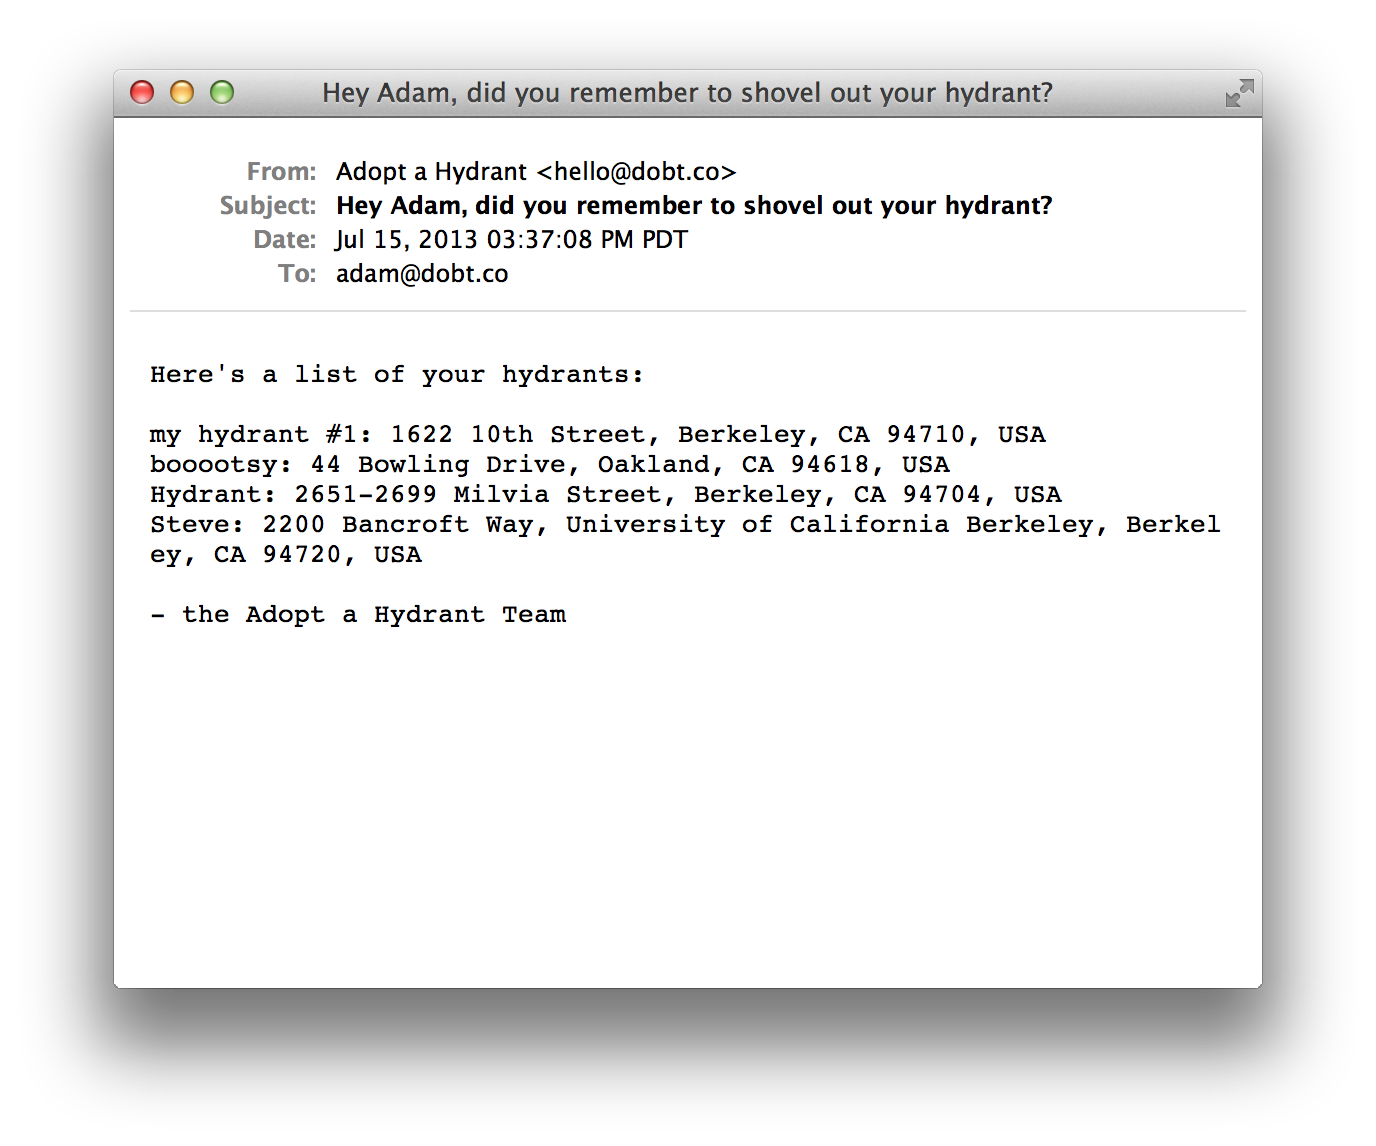 Hey Adam, did you remember to shovel out your hydrant?
From: Adopt a Hydrant <hello@dobt.co>
Subject: Hey Adam, did you remember to shovel out your hydrant?
Date: Jul 15, 2013 03:37:08 PM PDT
To: adam@dobt.co
Here's a list of your hydrants:
my hydrant #1: 1622 10th Street, Berkeley, CA 94710, USA
booootsy: 44 Bowling Drive, Oakland, CA 94618, USA
Hydrant: 2651-2699 Milvia Street, Berkeley, CA 94704, USA
Steve: 2200 Bancroft Way, University of California Berkeley, Berkel
ey, CA 94720, USA
- the Adopt a Hydrant Team